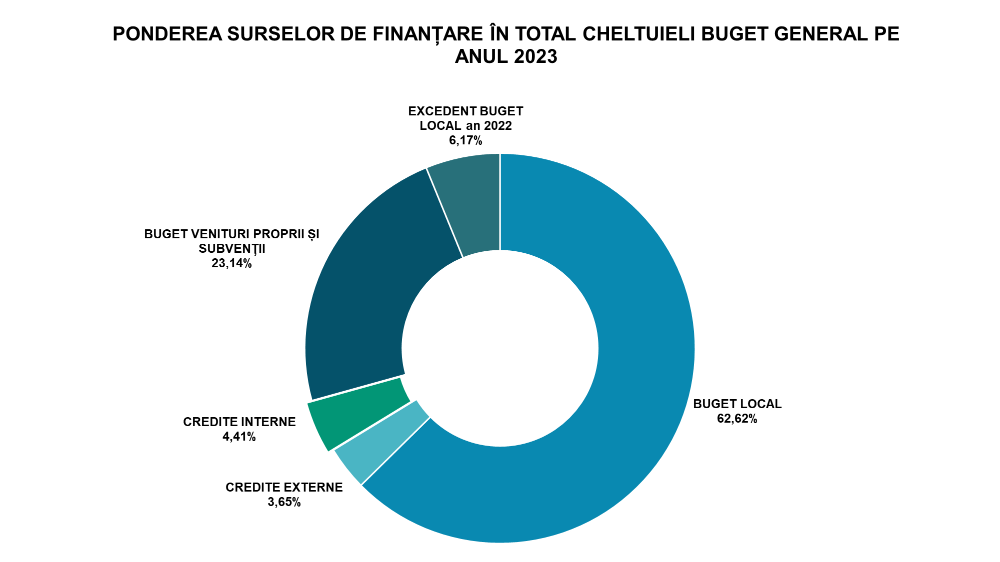 PONDEREA SURSELOR DE FINANȚARE ÎN TOTAL CHELTUIELI BUGET GENERAL PE
ANUL 2023
EXCEDENT BUGET
LOCAL an 2022
6,17%
BUGET VENITURI PROPRII ȘI
SUBVENȚII
23,14%
BUGET LOCAL
62,62%
CREDITE INTERNE
4,41%
CREDITE EXTERNE
3,65%